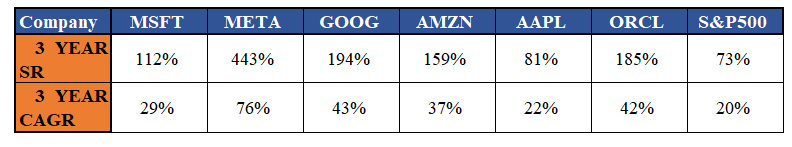 Company MSFT META GOOG AMZN AAPL ORCL S&P500
3 YEAR SR 112% 443% 194% 159% 81% 185% 73%
3 YEAR CAGR 29% 76% 43% 37% 22% 42% 20%